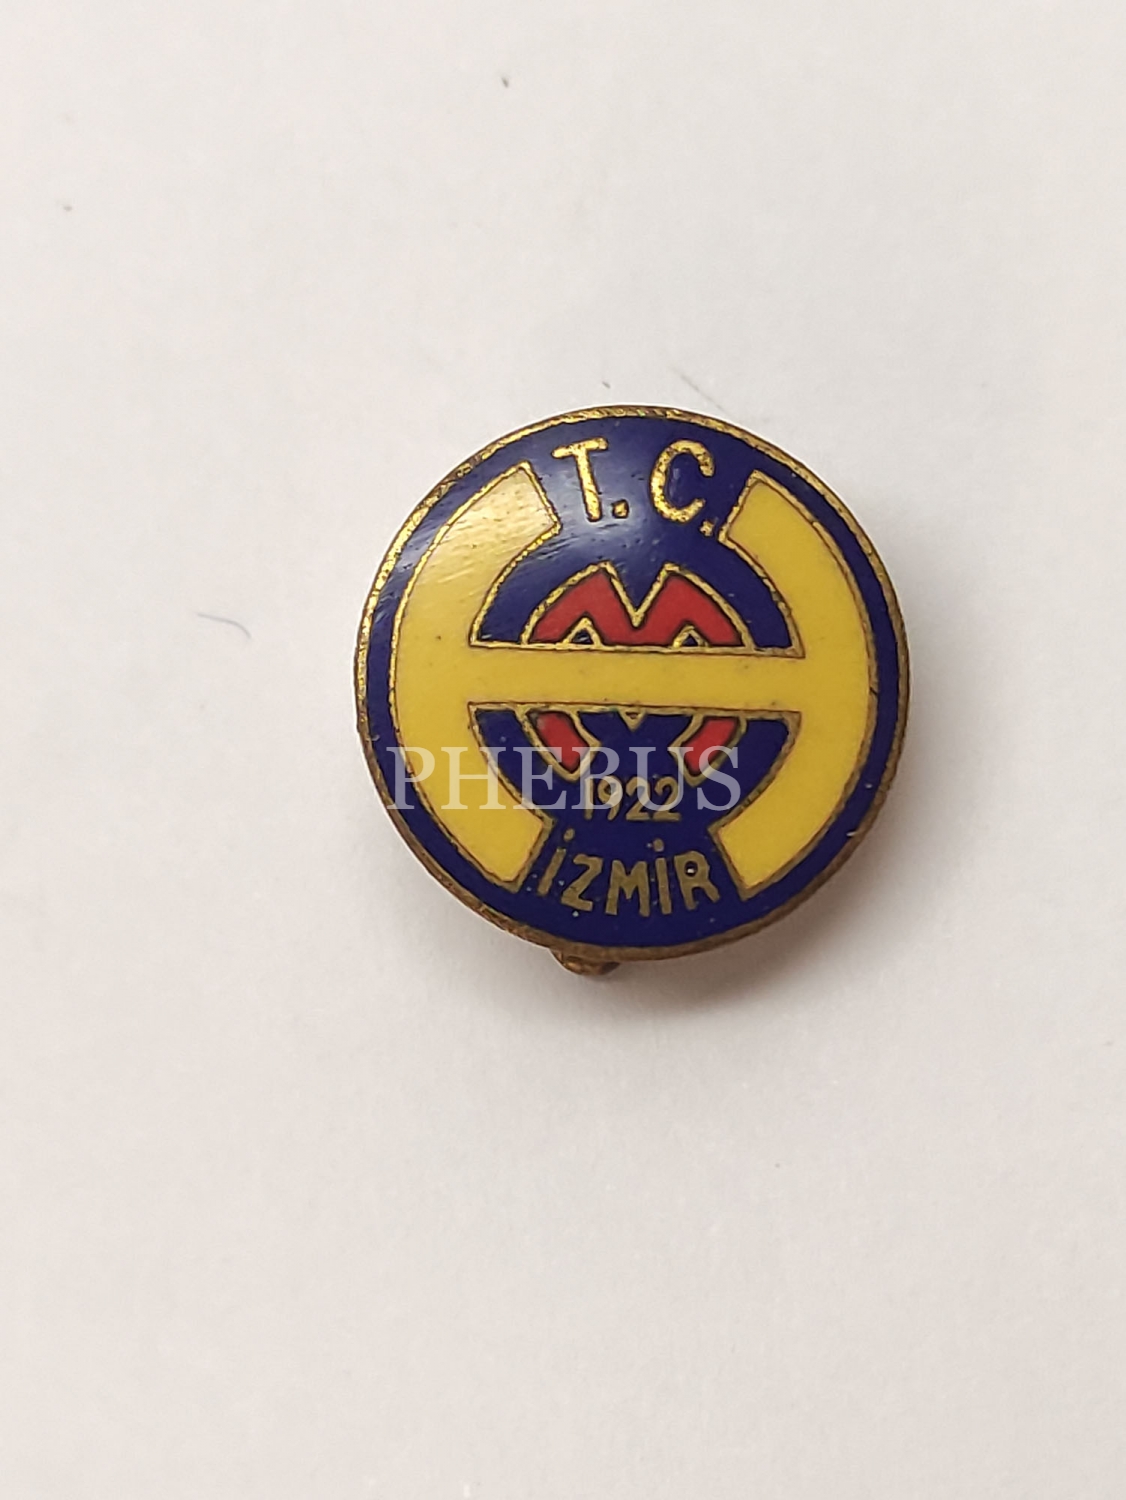 T. C.
PHEBUS
1922
İZMİR